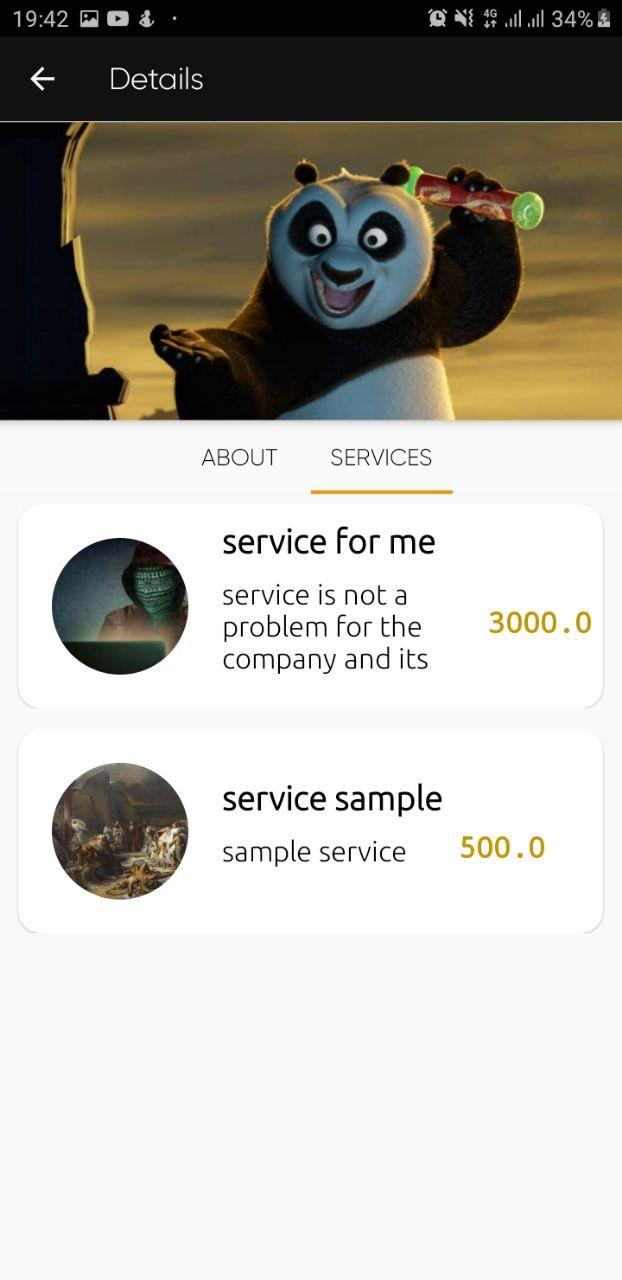 19:42 4G 34%
Details
ABOUT SERVICES
service for me
service is not a
problem for the
company and its
3000.0
service sample
sample service
500.0